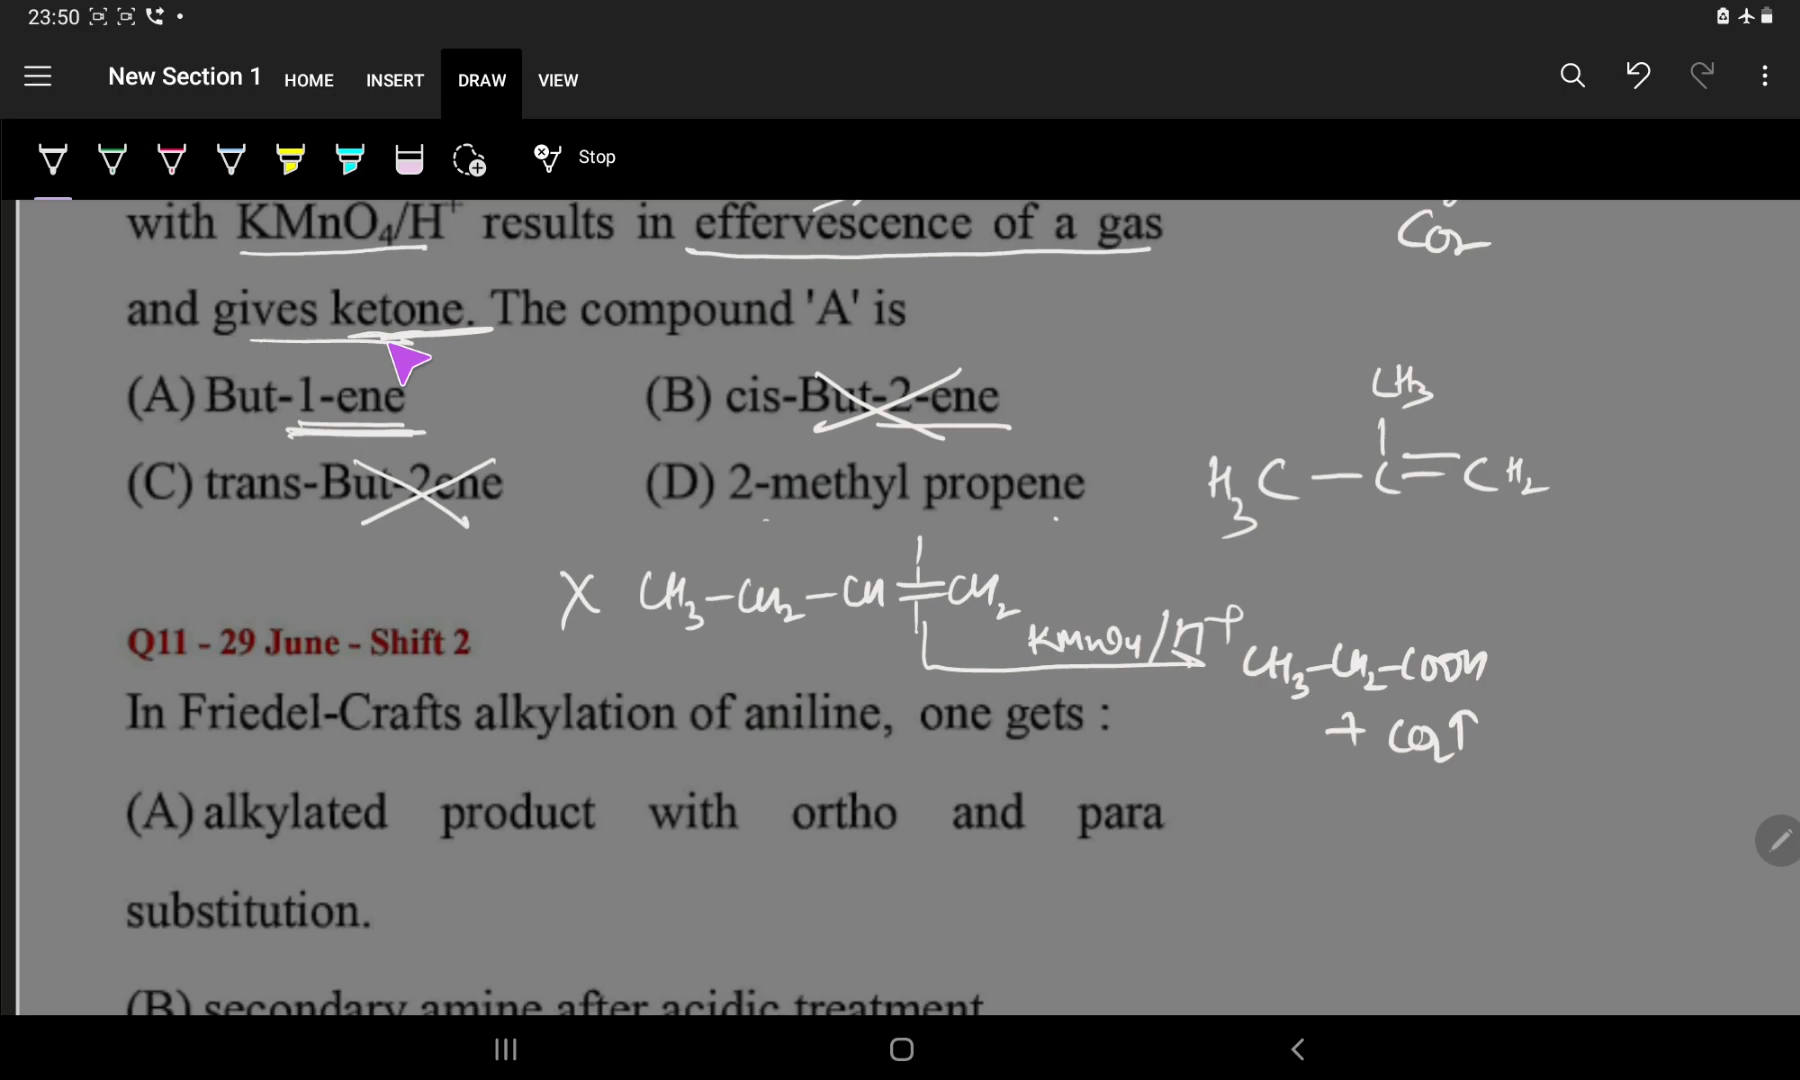 23:50
New Section 1 HOME INSERT DRAW VIEW
Stop
with KMnO₄/H⁺ results in effervescence of a gas
CO₂
and gives ketone. The compound 'A' is
(A) But-1-ene (B) cis-But-2-ene
(C) trans-But-2ene (D) 2-methyl propene
CH₃
H₃C-C=CH₂
X CH₃-CH₂-CH=CH₂
KMnO₄/H⁺ CH₃-CH₂-COOH
+ CO₂↑
Q11 - 29 June - Shift 2
In Friedel-Crafts alkylation of aniline, one gets :
(A) alkylated product with ortho and para
substitution.
(B) secondary amine after acidic treatment